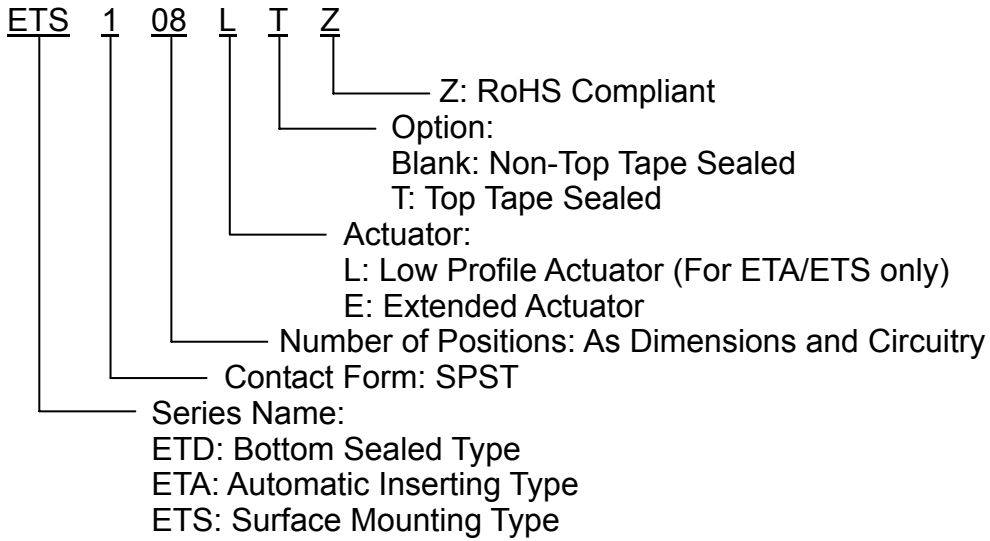 ETS 1 08 L T Z
Z: RoHS Compliant
Option:
Blank: Non-Top Tape Sealed
T: Top Tape Sealed
Actuator:
L: Low Profile Actuator (For ETA/ETS only)
E: Extended Actuator
Number of Positions: As Dimensions and Circuitry
Contact Form: SPST
Series Name:
ETD: Bottom Sealed Type
ETA: Automatic Inserting Type
ETS: Surface Mounting Type